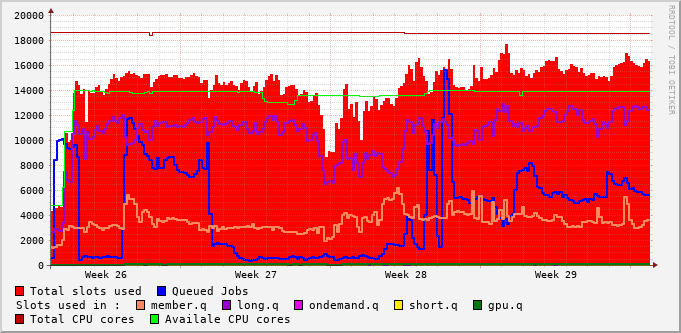 20000
18000
16000
14000
12000
10000
8000
6000
4000
2000
0
Week 26 Week 27 Week 28 Week 29
RRDTOOL / TOBI OETIKER
Total slots used Queued Jobs
Slots used in : member.q long.q ondemand.q short.q gpu.q
Total CPU cores Availale CPU cores